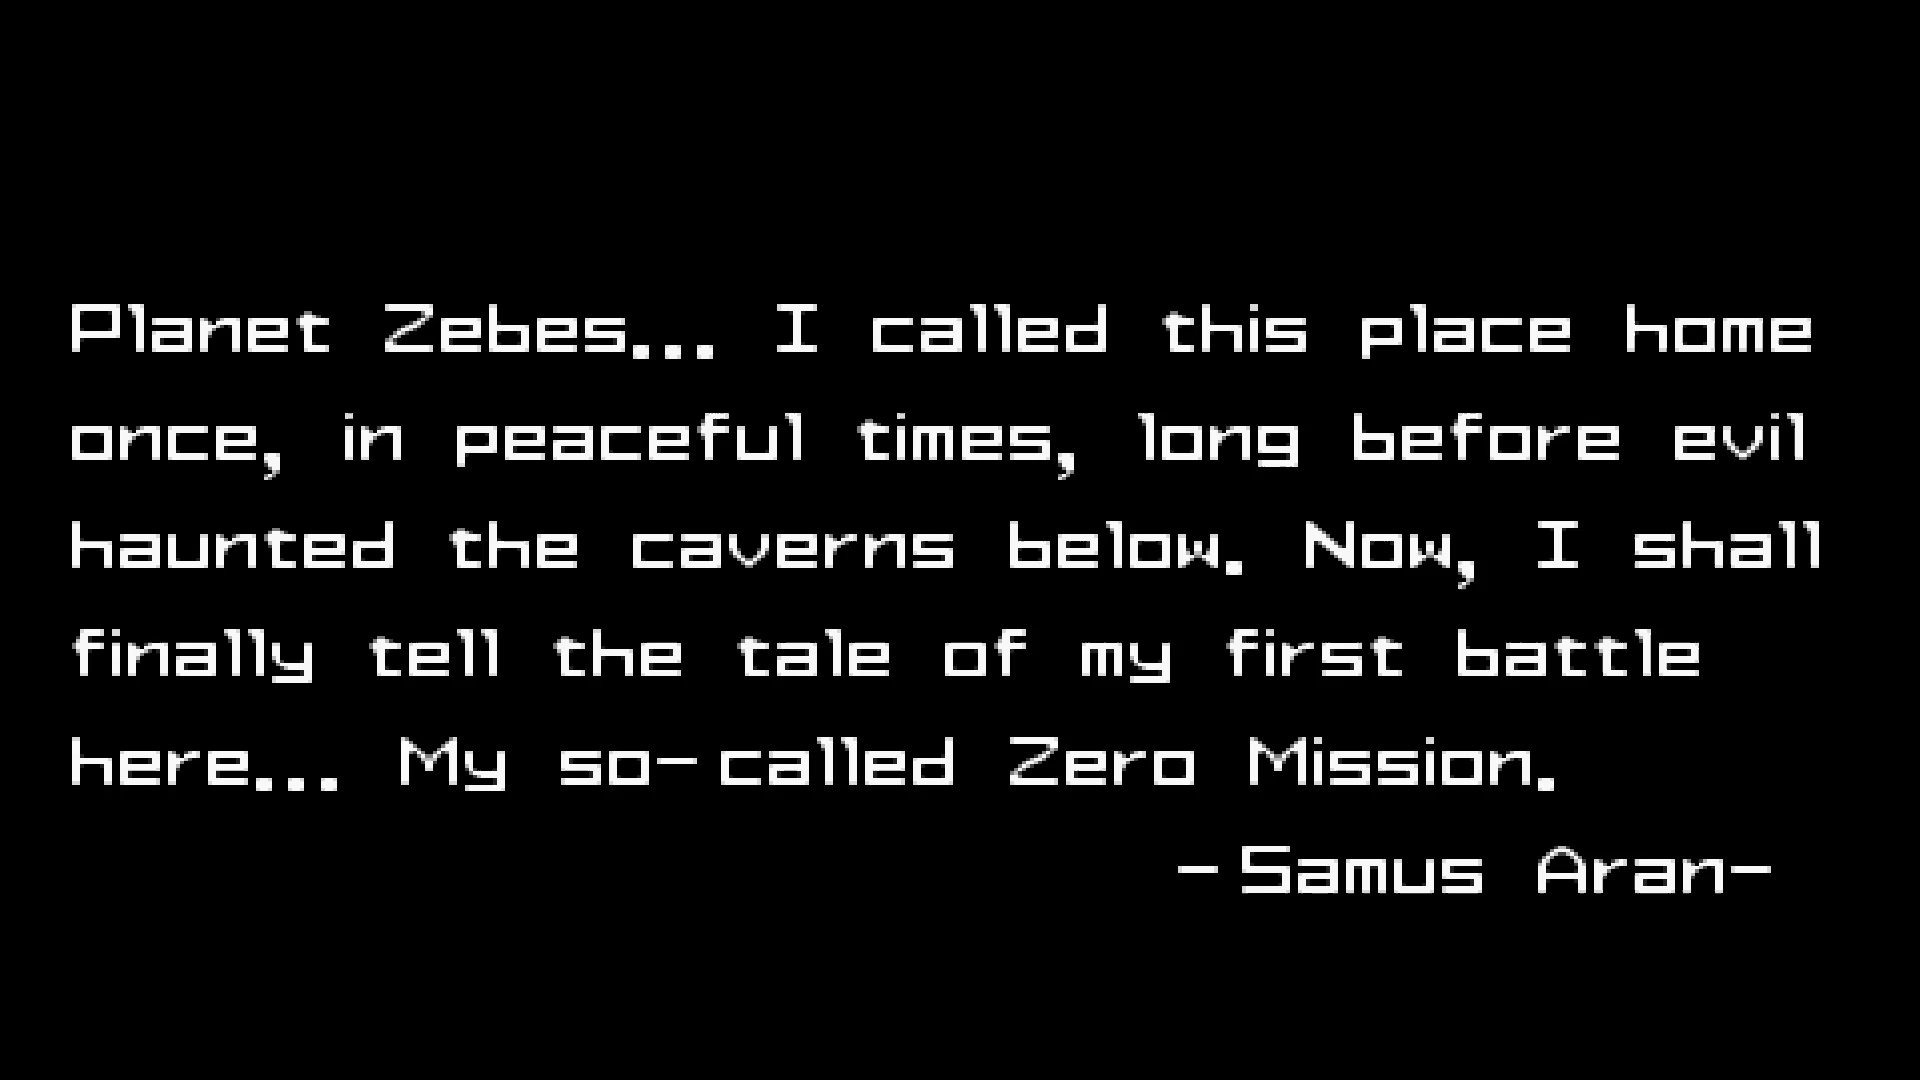 Planet Zebes... I called this place home
once, in peaceful times, long before evil
haunted the caverns below. Now, I shall
finally tell the tale of my first battle
here... My so-called Zero Mission.
-Samus Aran-